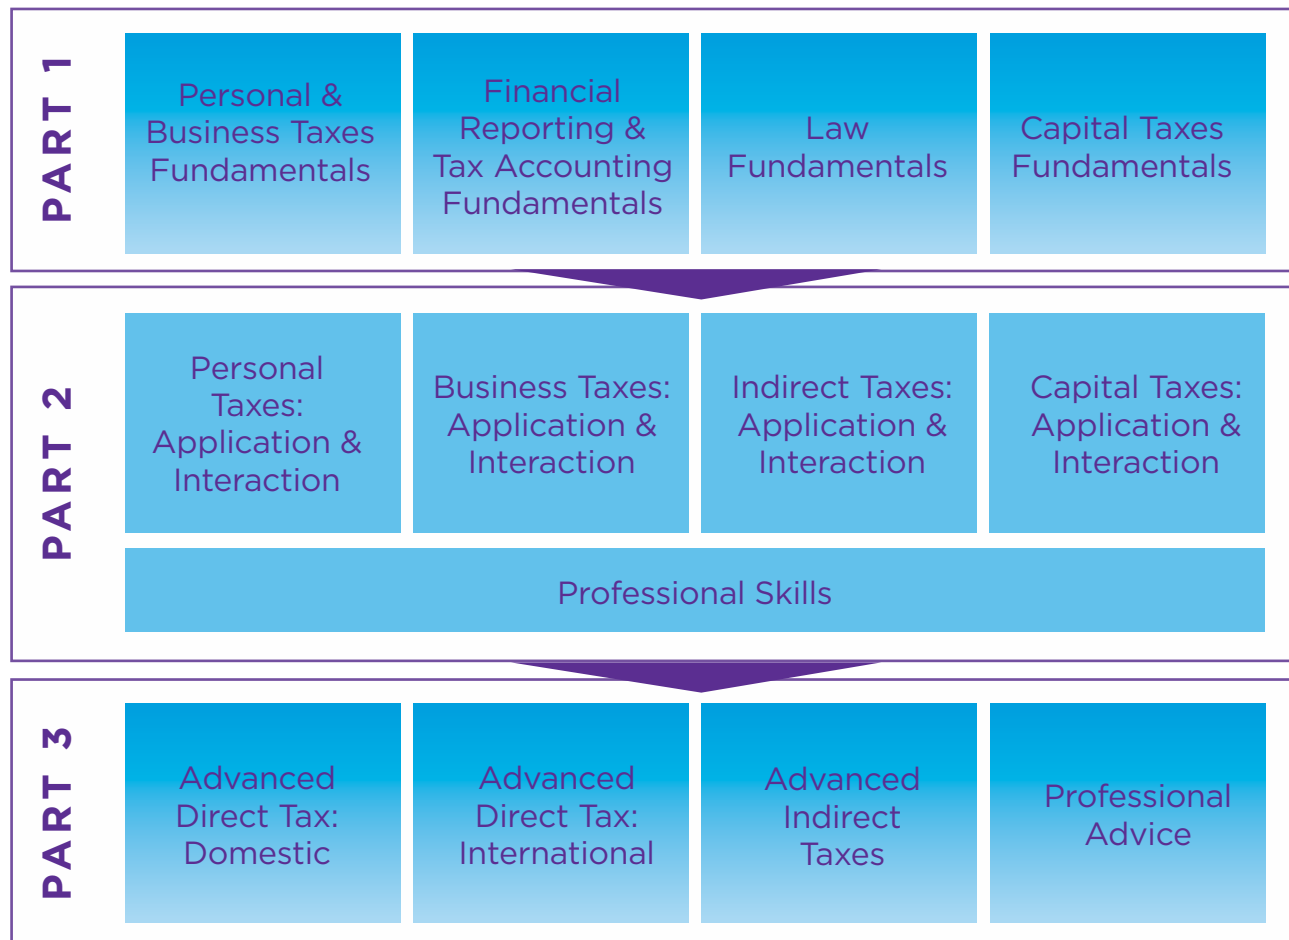 PART 1
Personal &
Business Taxes
Fundamentals
Financial
Reporting &
Tax Accounting
Fundamentals
Law
Fundamentals
Capital Taxes
Fundamentals
PART 2
Personal
Taxes:
Application &
Interaction
Business Taxes:
Application &
Interaction
Indirect Taxes:
Application &
Interaction
Capital Taxes:
Application &
Interaction
Professional Skills
PART 3
Advanced
Direct Tax:
Domestic
Advanced
Direct Tax:
International
Advanced
Indirect
Taxes
Professional
Advice